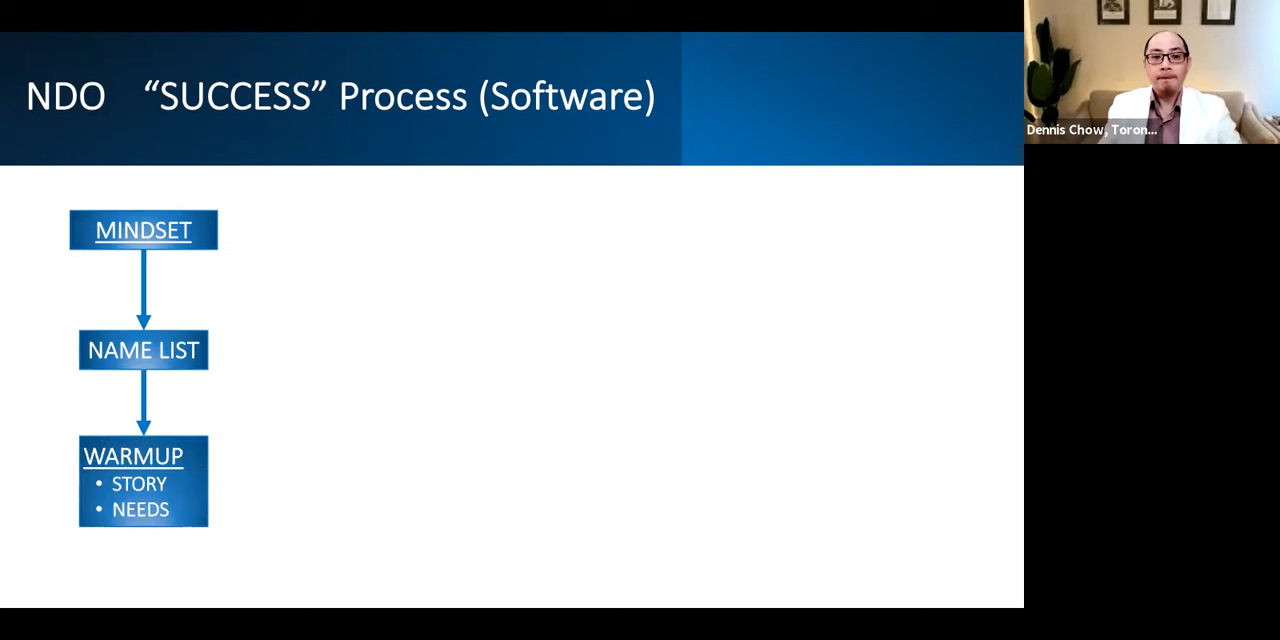 NDO “SUCCESS” Process (Software)
Dennis Chow, Toron...
MINDSET
NAME LIST
WARMUP
• STORY
• NEEDS